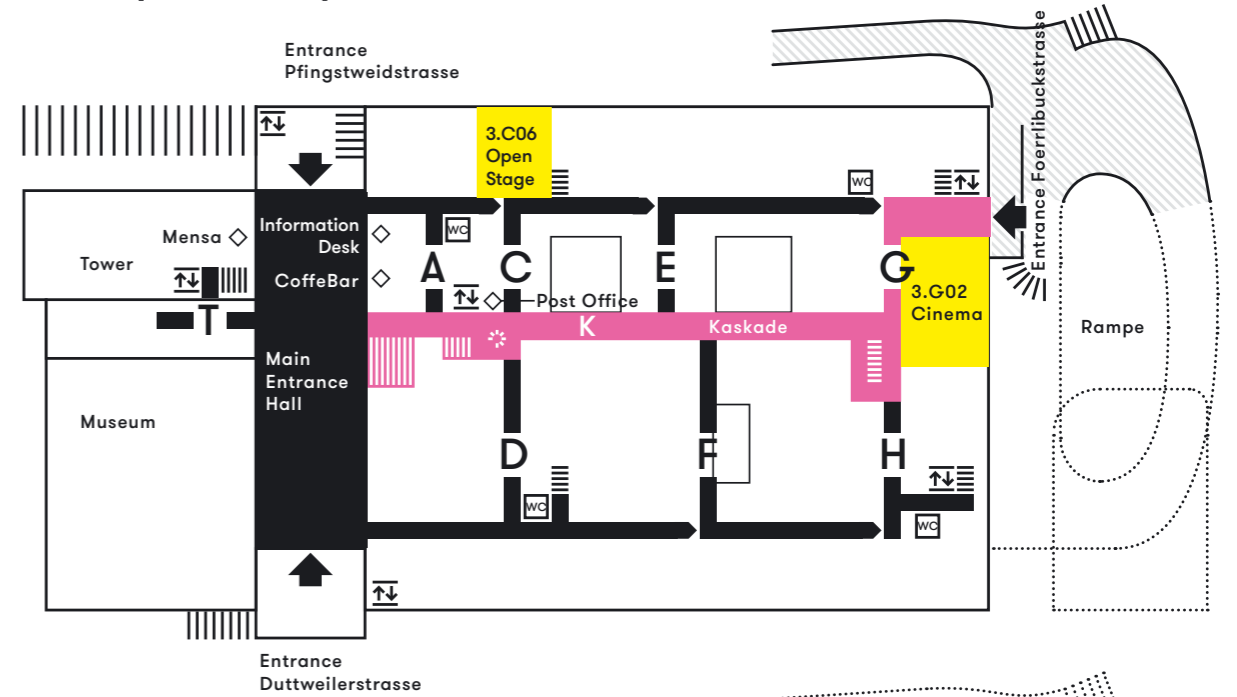 Entrance
Pfingstweidstrasse
3.C06
Open
Stage
WC
Entrance Foerrlibuckstrasse
Information
Desk
WC
Mensa
Tower
CoffeBar
A
C
E
G
3.G02
Cinema
Post Office
T
K
Kaskade
Rampe
Main
Entrance
Hall
Museum
D
F
H
WC
WC
Entrance
Duttweilerstrasse